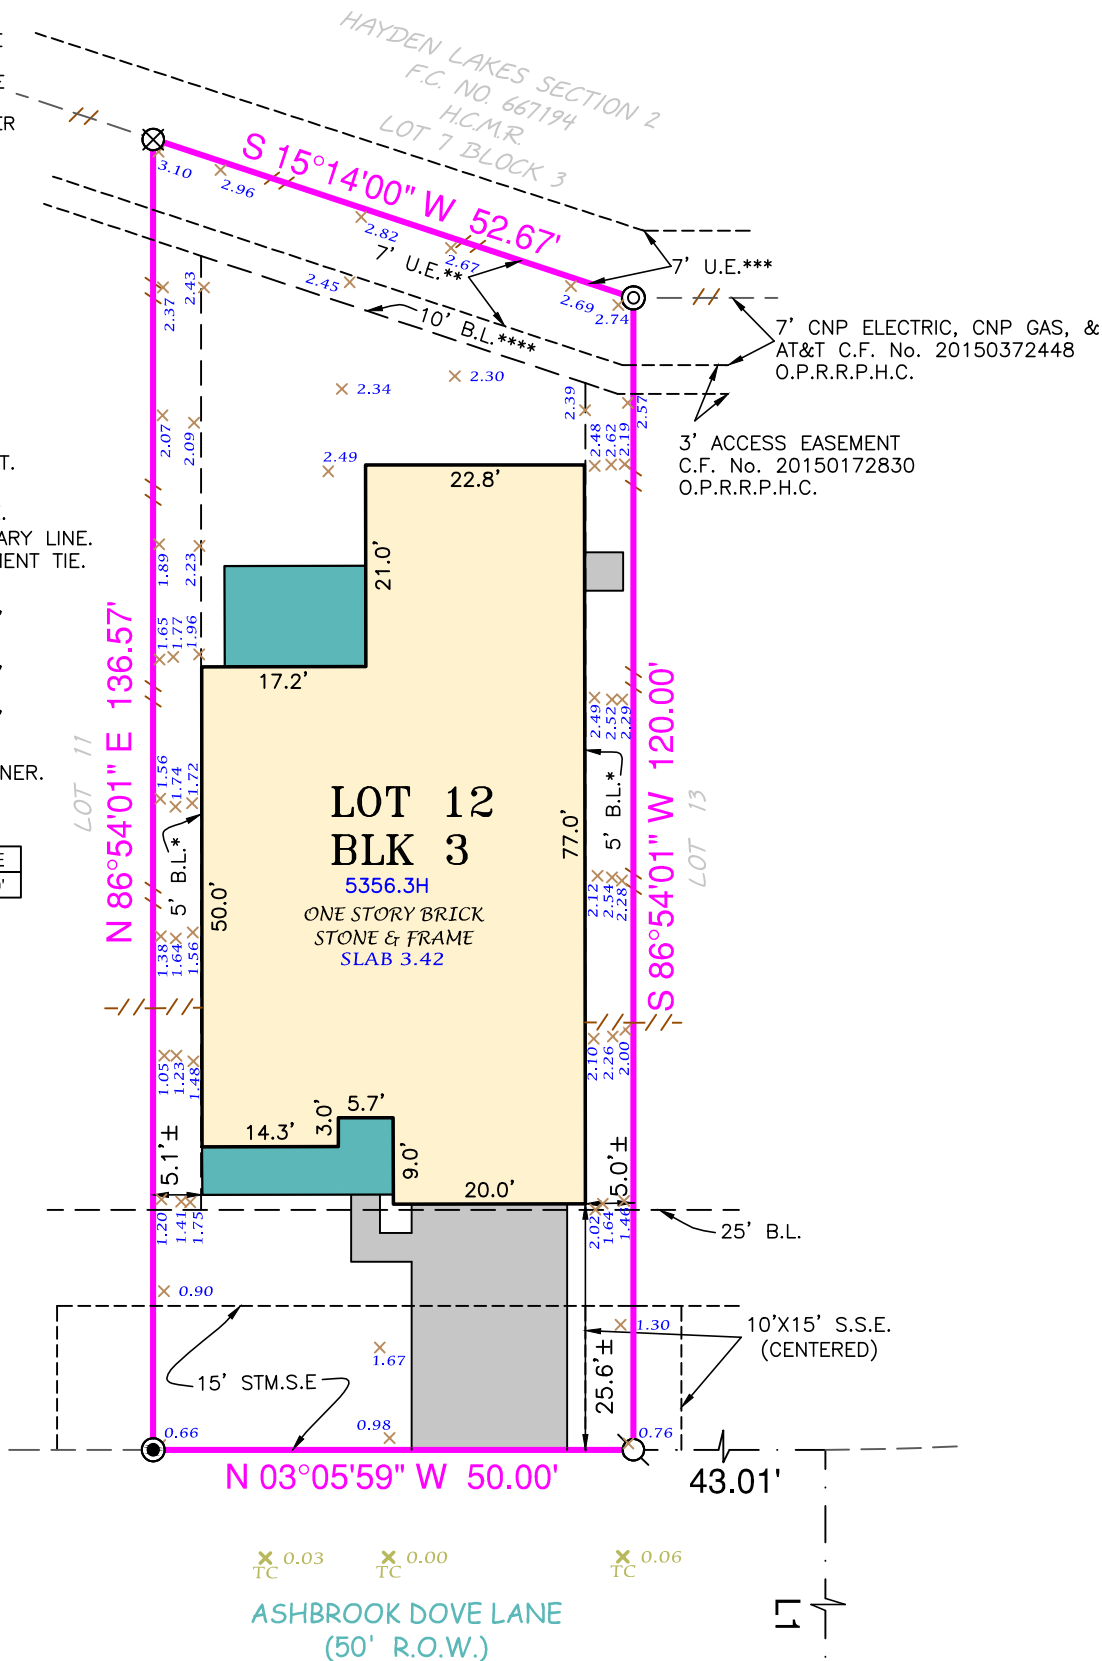 HAYDEN LAKES SECTION 2
F.C. NO. 667194
H.C.M.R.
LOT 7 BLOCK 3
E
E
ER
S 15°14'00" W 52.67'
3.10
2.96
2.82
2.67
7' U.E.**
7' U.E.***
2.69
2.74
2.45
2.43
2.37
10' B.L.****
7' CNP ELECTRIC, CNP GAS, &
AT&T C.F. No. 20150372448
O.P.R.R.P.H.C.
2.34
2.30
2.39
2.57
3' ACCESS EASEMENT
C.F. No. 20150172830
O.P.R.R.P.H.C.
2.07
2.09
2.48
2.62
2.19
2.49
T.
.
ARY LINE.
MENT TIE.
22.8'
21.0'
1.89
2.23
1.65
1.77
1.96
17.2'
N 86°54'01" E 136.57'
S 86°54'01" W 120.00'
2.49
2.52
2.29
LOT 11
LOT 13
NER.
1.56
1.74
1.72
5' B.L.*
5' B.L.*
LOT 12
BLK 3
5356.3H
ONE STORY BRICK
STONE & FRAME
SLAB 3.42
77.0'
50.0'
E
2.12
2.54
2.28
1.38
1.64
1.56
1.05
1.23
1.48
2.10
2.26
2.00
5.7'
3.0'
14.3'
9.0'
20.0'
5.1'±
5.0'±
1.20
1.41
1.75
2.02
1.64
1.46
25' B.L.
0.90
1.30
10'X15' S.S.E.
(CENTERED)
1.67
25.6'±
15' STM.S.E
0.66
0.98
0.76
N 03°05'59" W 50.00'
43.01'
0.03
TC
0.00
TC
0.06
TC
L1
ASHBROOK DOVE LANE
(50' R.O.W.)